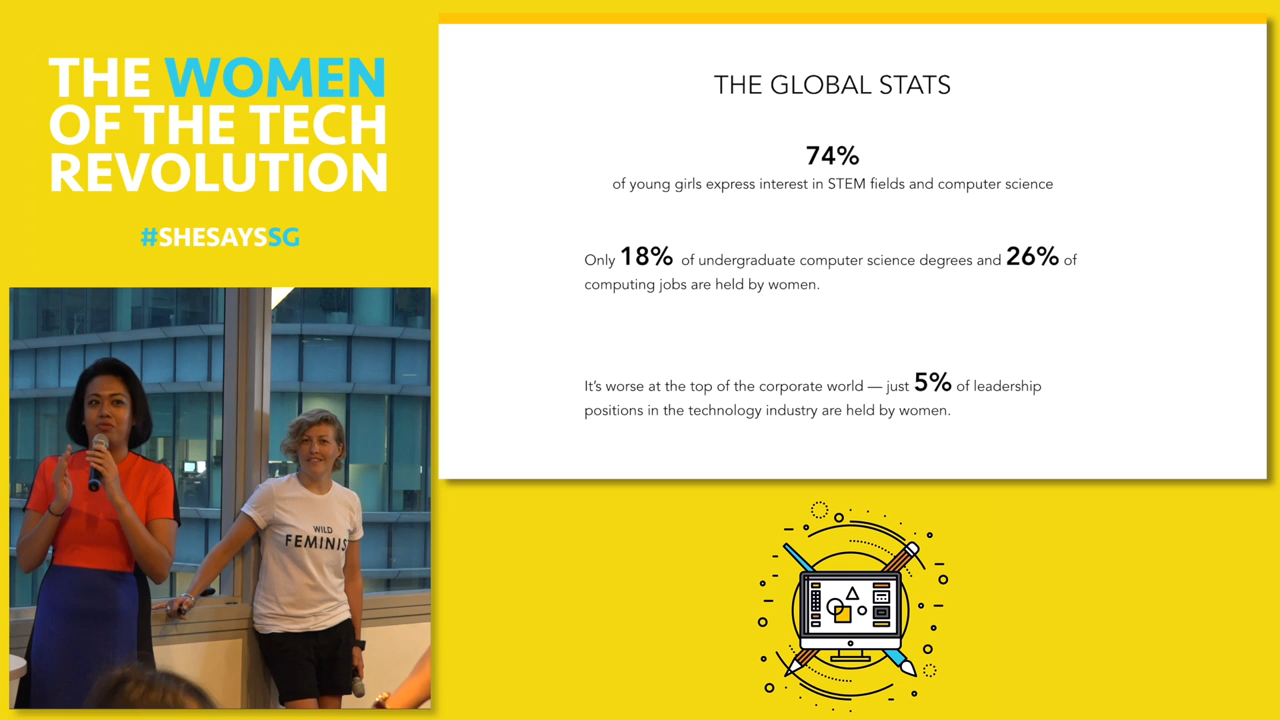 THE WOMEN
OF THE TECH
REVOLUTION
#SHESAYSSG
THE GLOBAL STATS
74%
of young girls express interest in STEM fields and computer science
Only 18% of undergraduate computer science degrees and 26% of
computing jobs are held by women.
It’s worse at the top of the corporate world — just 5% of leadership
positions in the technology industry are held by women.
WILD
FEMINIS